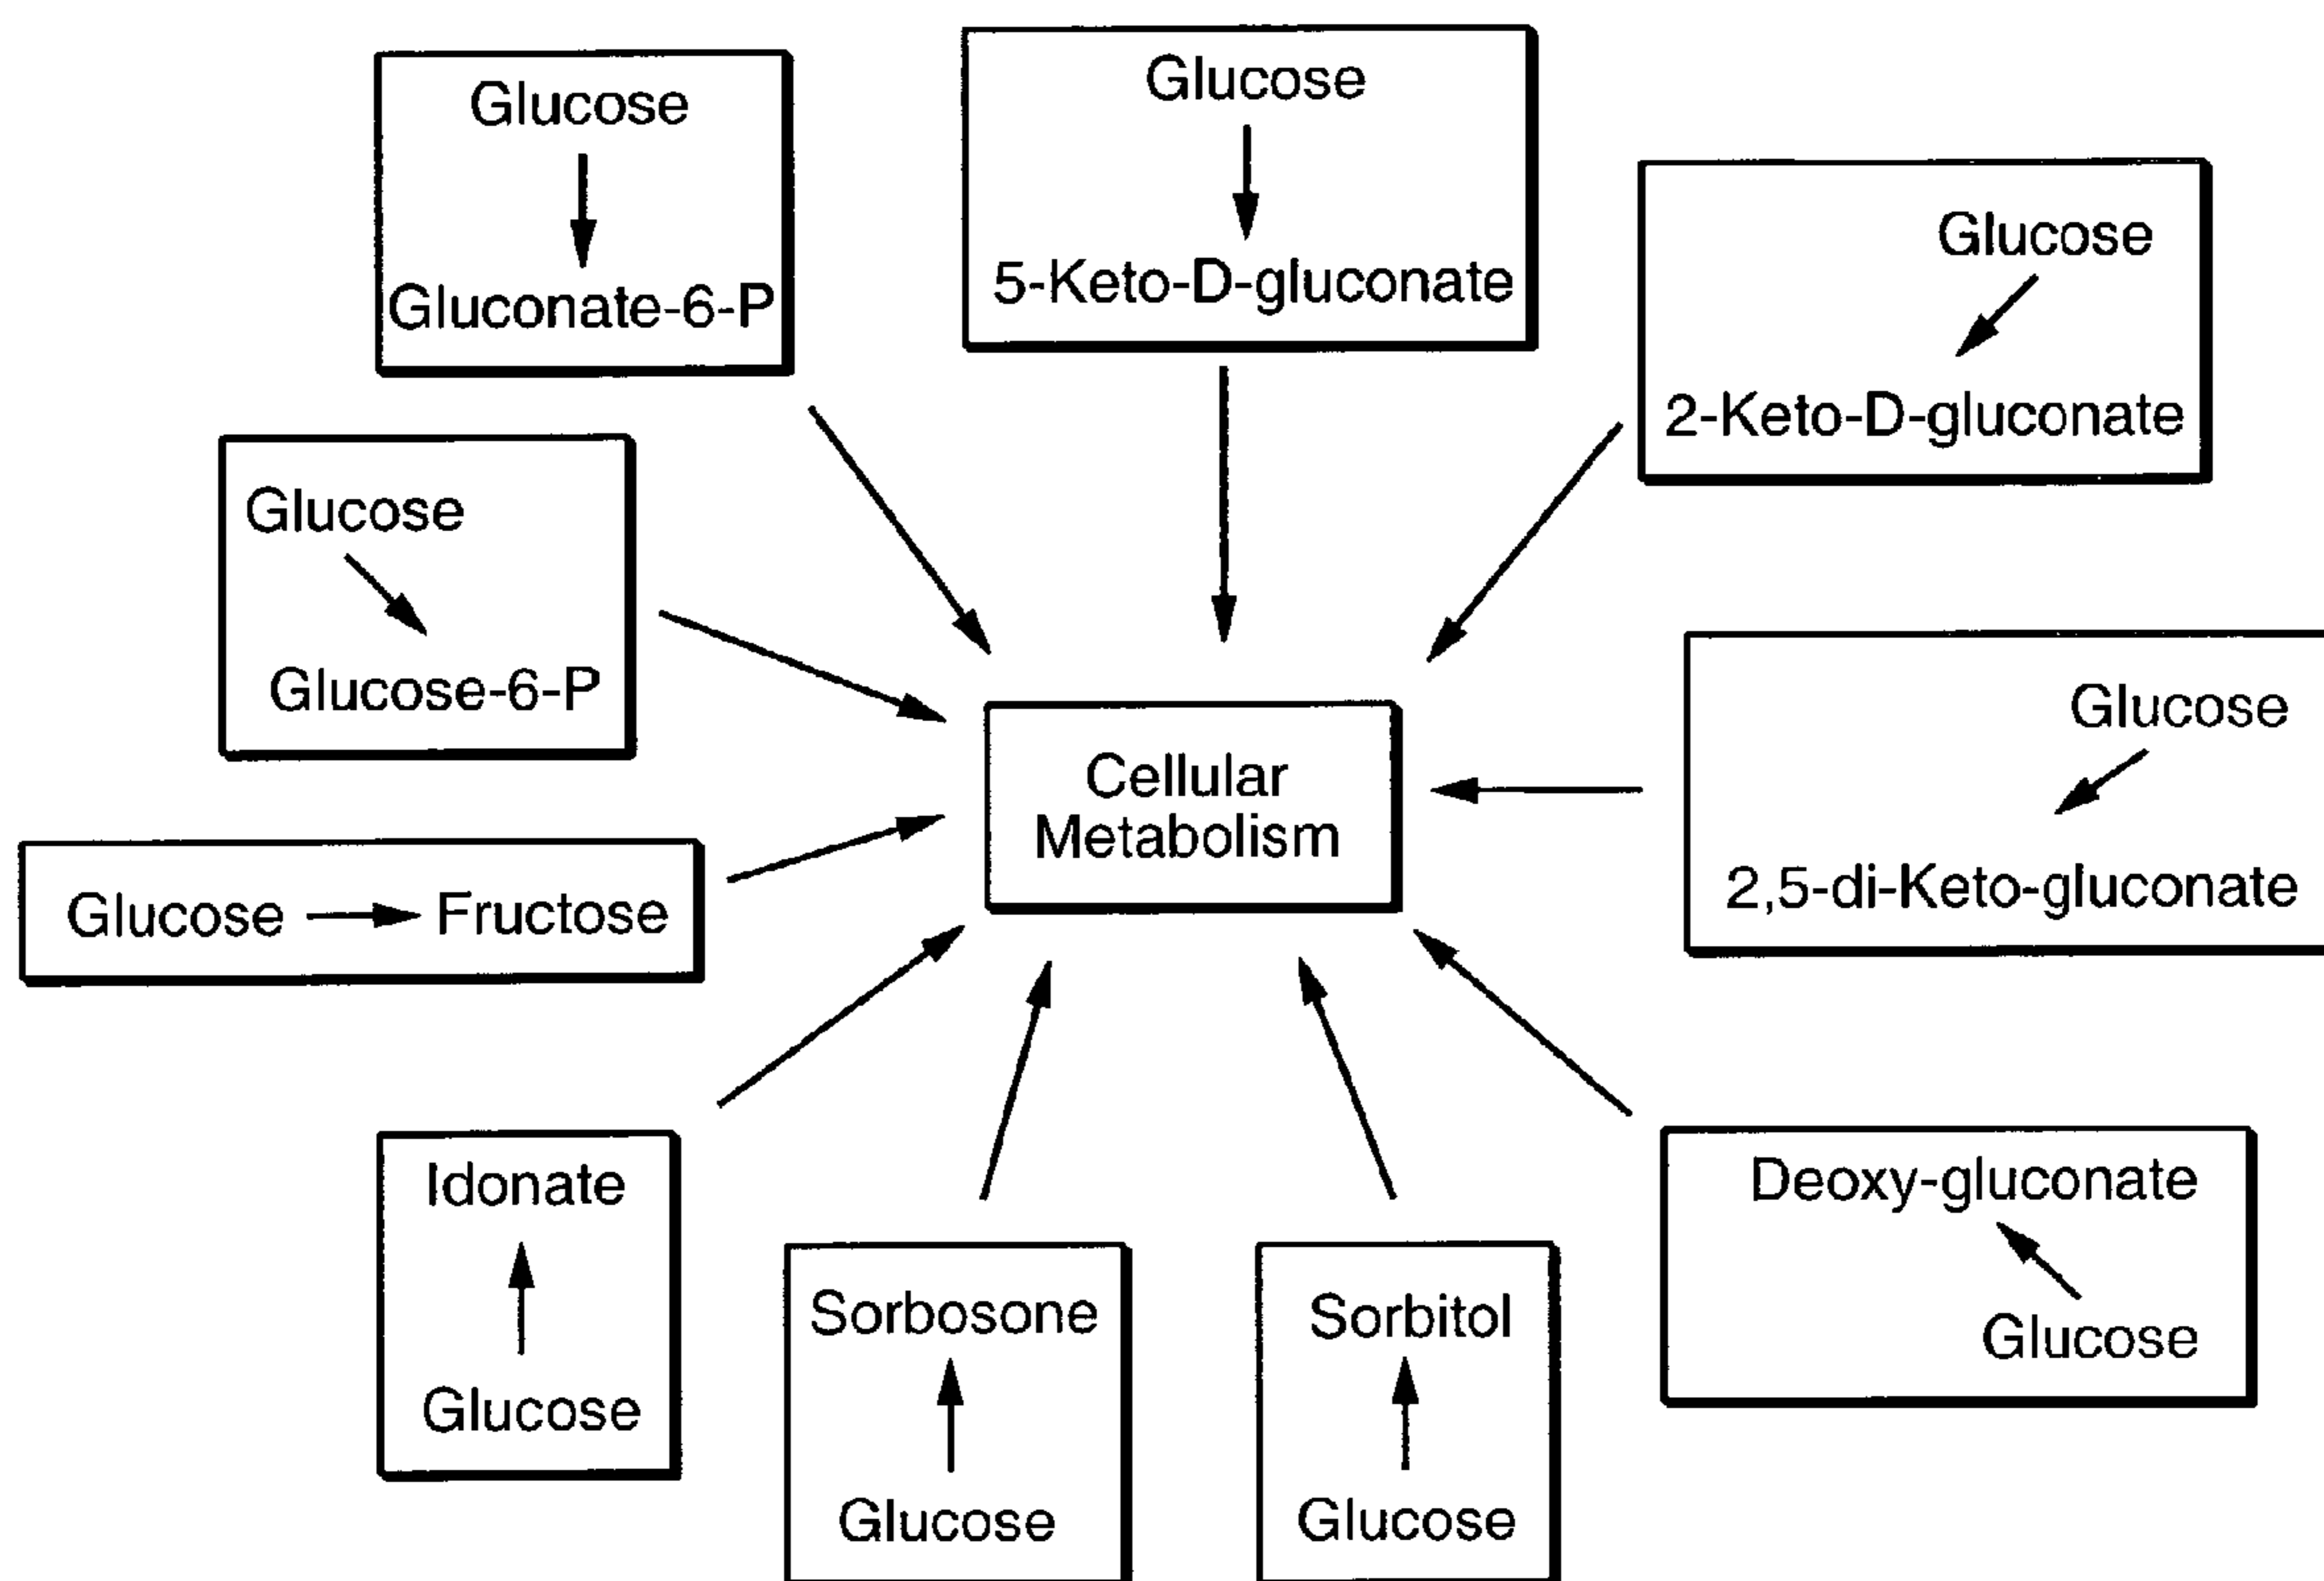 Glucose
Gluconate-6-P
Glucose
5-Keto-D-gluconate
Glucose
2-Keto-D-gluconate
Glucose
Glucose-6-P
Cellular
Metabolism
Glucose
2,5-di-Keto-gluconate
Glucose Fructose
Idonate
Glucose
Sorbosone
Glucose
Sorbitol
Glucose
Deoxy-gluconate
Glucose